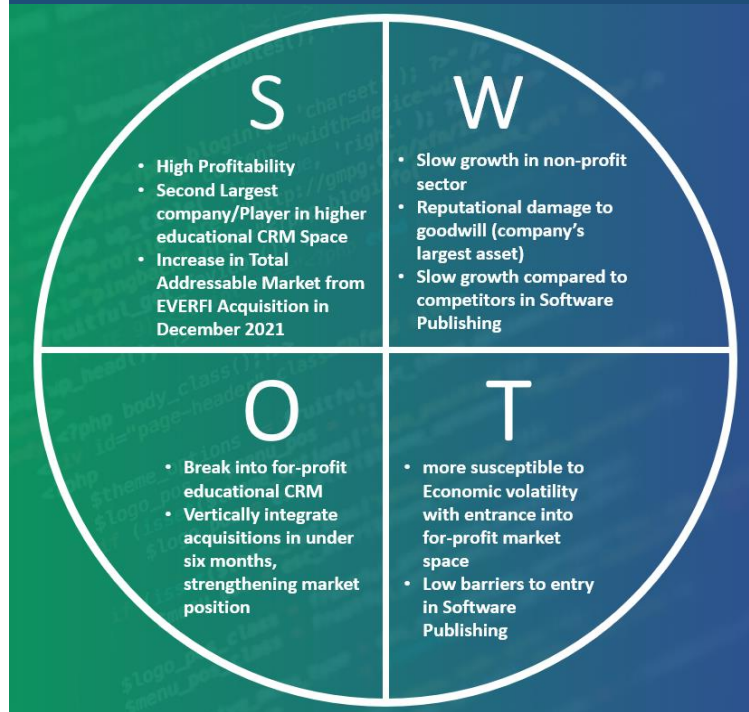 S
• High Profitability
• Second Largest
company/Player in higher
educational CRM Space
• Increase in Total
Addressable Market from
EVERFI Acquisition in
December 2021
W
• Slow growth in non-profit
sector
• Reputational damage to
goodwill (company's
largest asset)
• Slow growth compared to
competitors in Software
Publishing
O
• Break into for-profit
educational CRM
• Vertically integrate
acquisitions in under
six months,
strengthening market
position
T
• more susceptible to
Economic volatility
with entrance into
for-profit market
space
• Low barriers to entry
in Software
Publishing